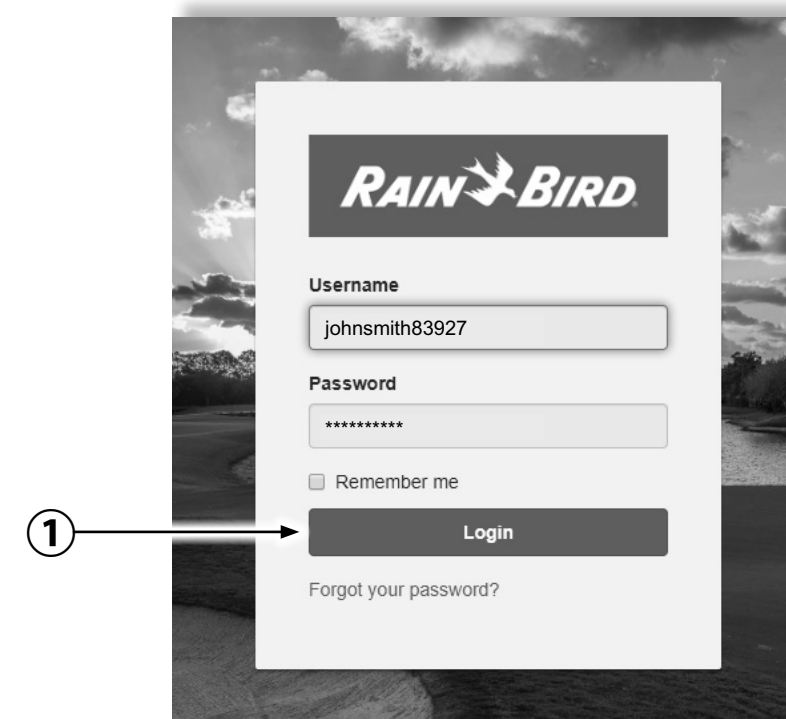 RAIN BIRD
Username
johnsmith83927
Password
**********
Remember me
1
Login
Forgot your password?